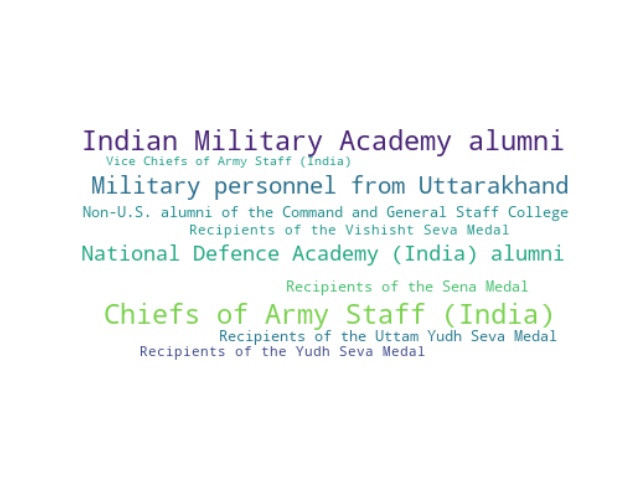 Indian Military Academy alumni
Vice Chiefs of Army Staff (India)
Military personnel from Uttarakhand
Non-U.S. alumni of the Command and General Staff College
Recipients of the Vishisht Seva Medal
National Defence Academy (India) alumni
Recipients of the Sena Medal
Chiefs of Army Staff (India)
Recipients of the Uttam Yudh Seva Medal
Recipients of the Yudh Seva Medal